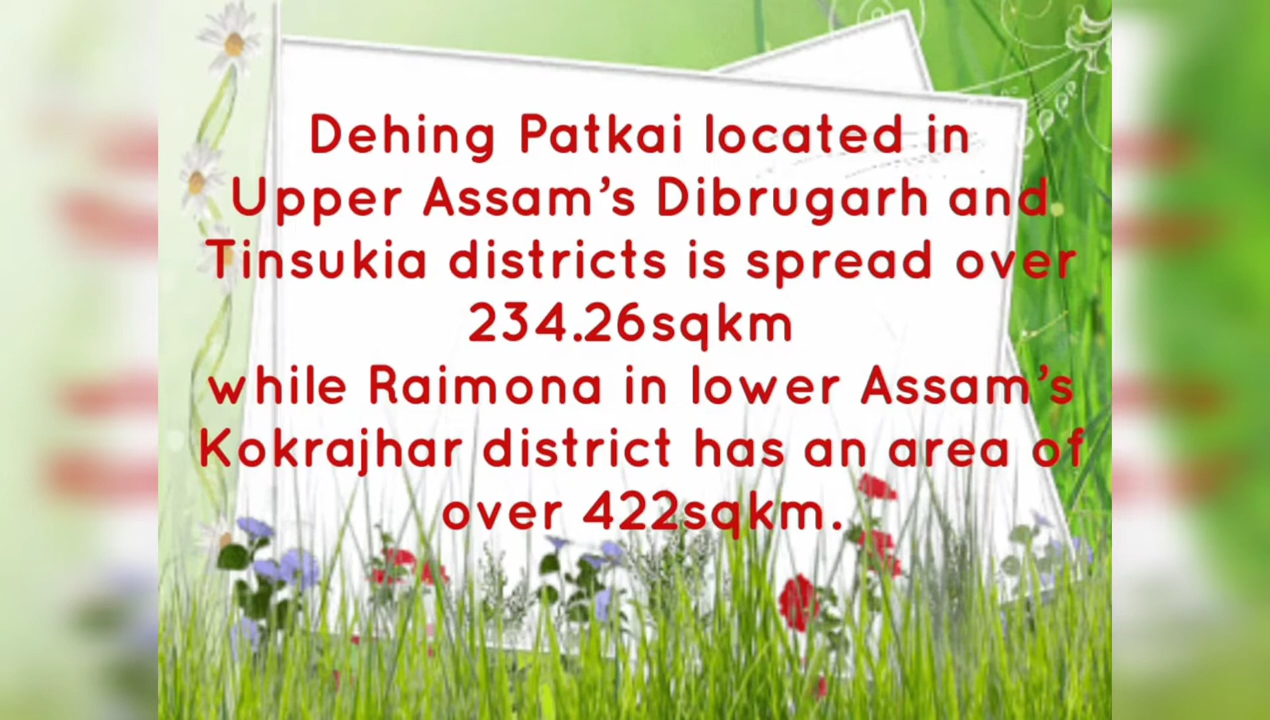 Dehing Patkai located in
Upper Assam's Dibrugarh and
Tinsukia districts is spread over
234.26sqkm
while Raimona in lower Assam's
Kokrajhar district has an area of
over 422sqkm.